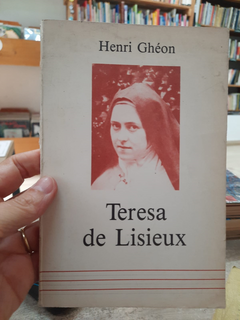 Henri Ghéon
Teresa
de Lisieux